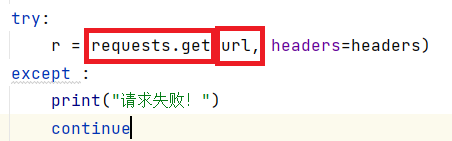 try:
    r = requests.get(url, headers=headers)
except :
    print("请求失败！")
    continue